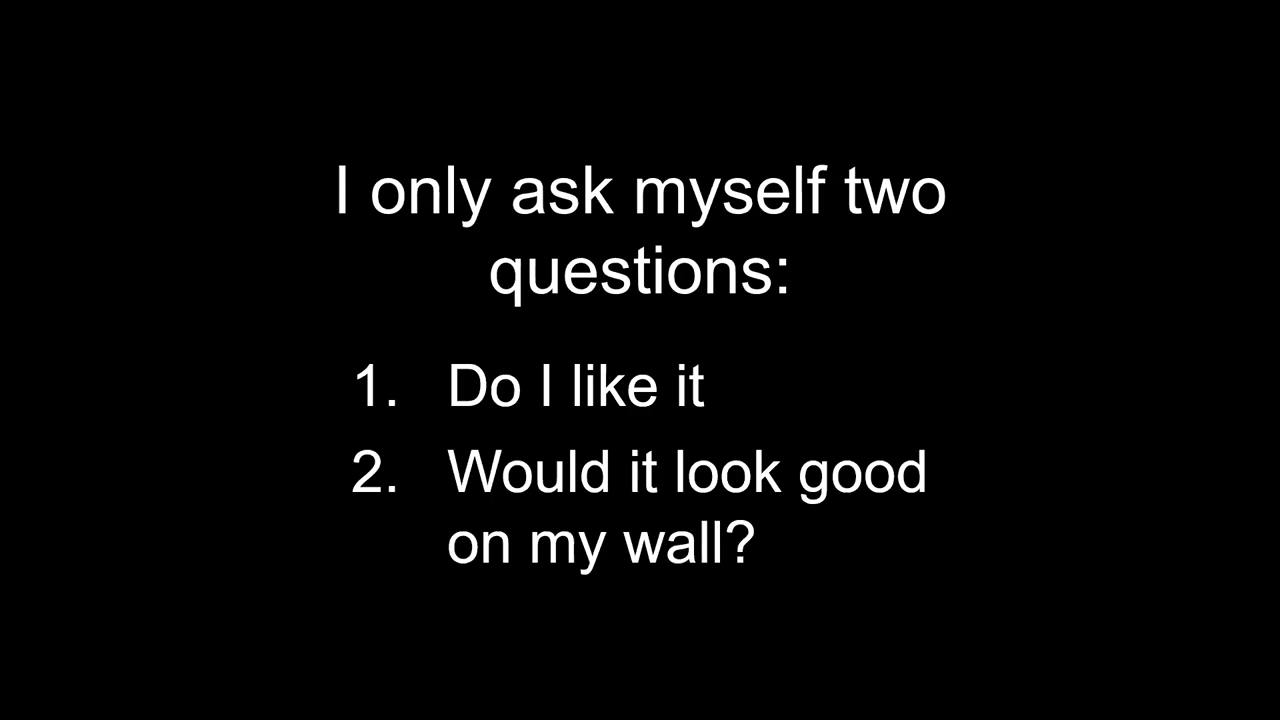 I only ask myself two
questions:
1. Do I like it
2. Would it look good
on my wall?